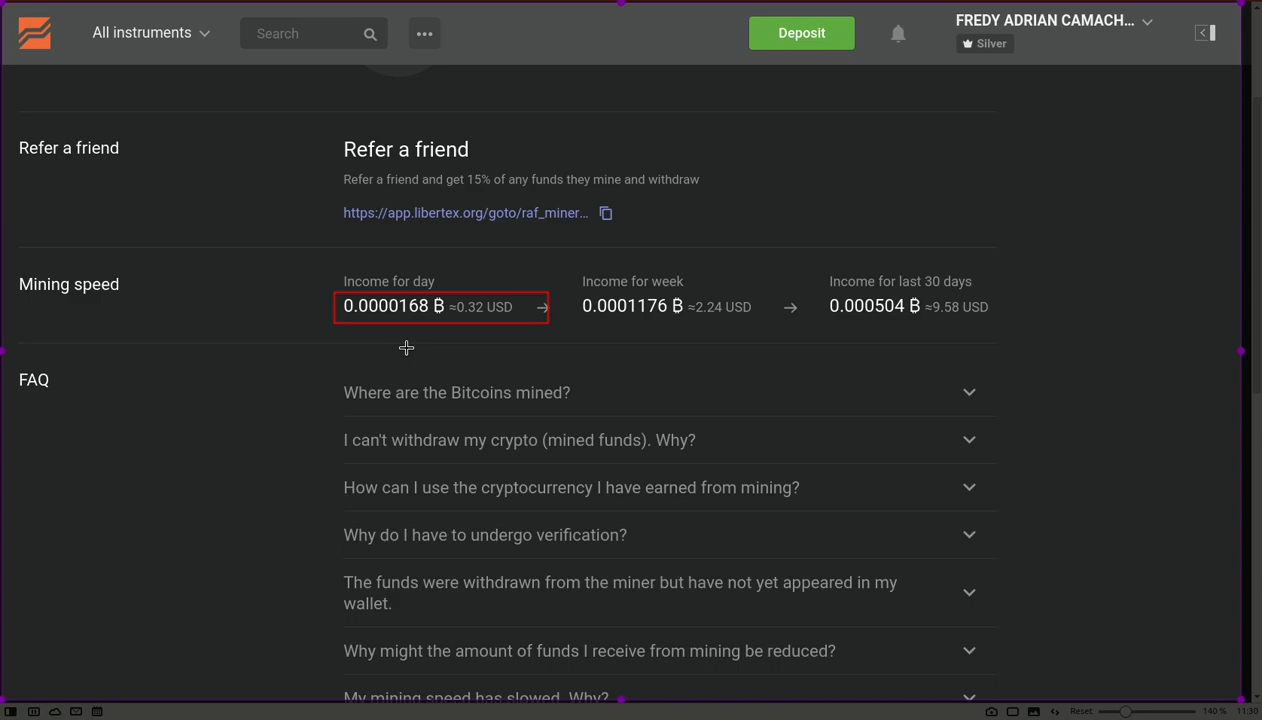 All instruments
Search
Deposit
FREDY ADRIAN CAMACH...
Silver
Refer a friend
Refer a friend
Refer a friend and get 15% of any funds they mine and withdraw
https://app.libertex.org/goto/raf_miner...
Mining speed
Income for day
Income for week
Income for last 30 days
0.0000168 ₿ ≈0.32 USD →
0.0001176 ₿ ≈2.24 USD →
0.000504 ₿ ≈9.58 USD
FAQ
Where are the Bitcoins mined?
I can't withdraw my crypto (mined funds). Why?
How can I use the cryptocurrency I have earned from mining?
Why do I have to undergo verification?
The funds were withdrawn from the miner but have not yet appeared in my
wallet.
Why might the amount of funds I receive from mining be reduced?
My mining speed has slowed. Why?
Reset 140 % 11:30